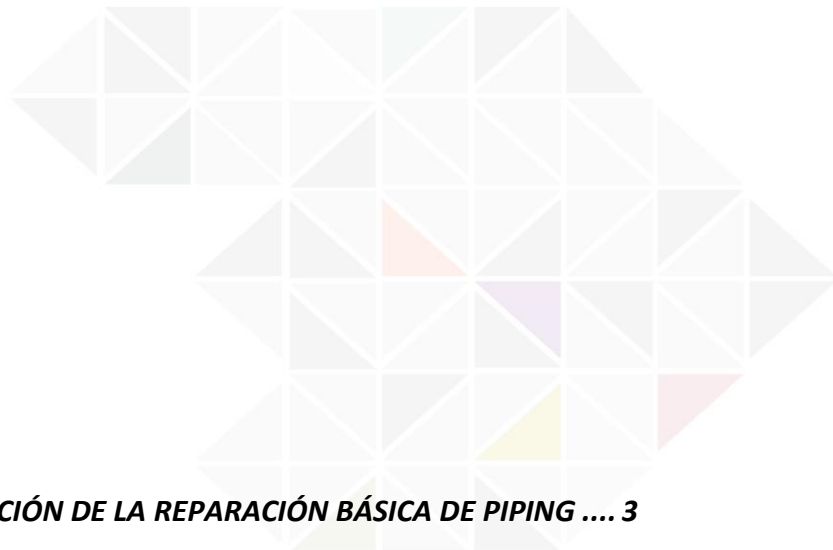 CIÓN DE LA REPARACIÓN BÁSICA DE PIPING .... 3